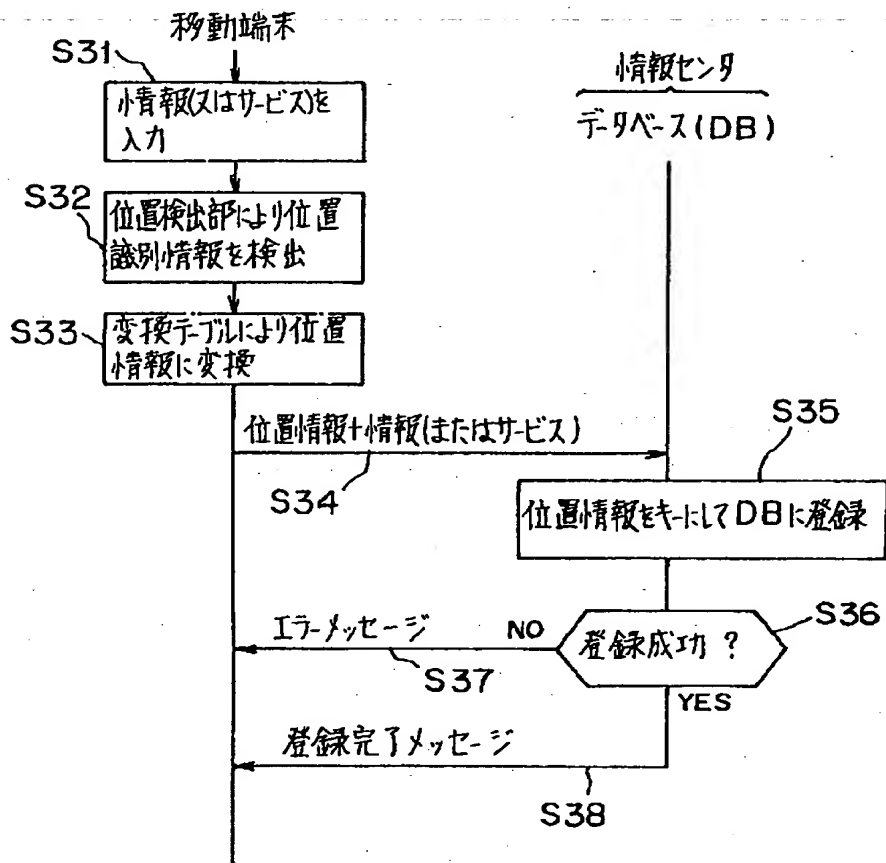 移動端末
S31
情報(又はサービス)を
入力
情報センタ
データベース(DB)
S32
位置検出部により位置
識別情報を検出
S33
変換テーブルにより位置
情報に変換
位置情報+情報(またはサービス)
S34
S35
位置情報をキーにしてDBに登録
エラーメッセージ
NO
登録成功?
S36
S37
YES
登録完了メッセージ
S38